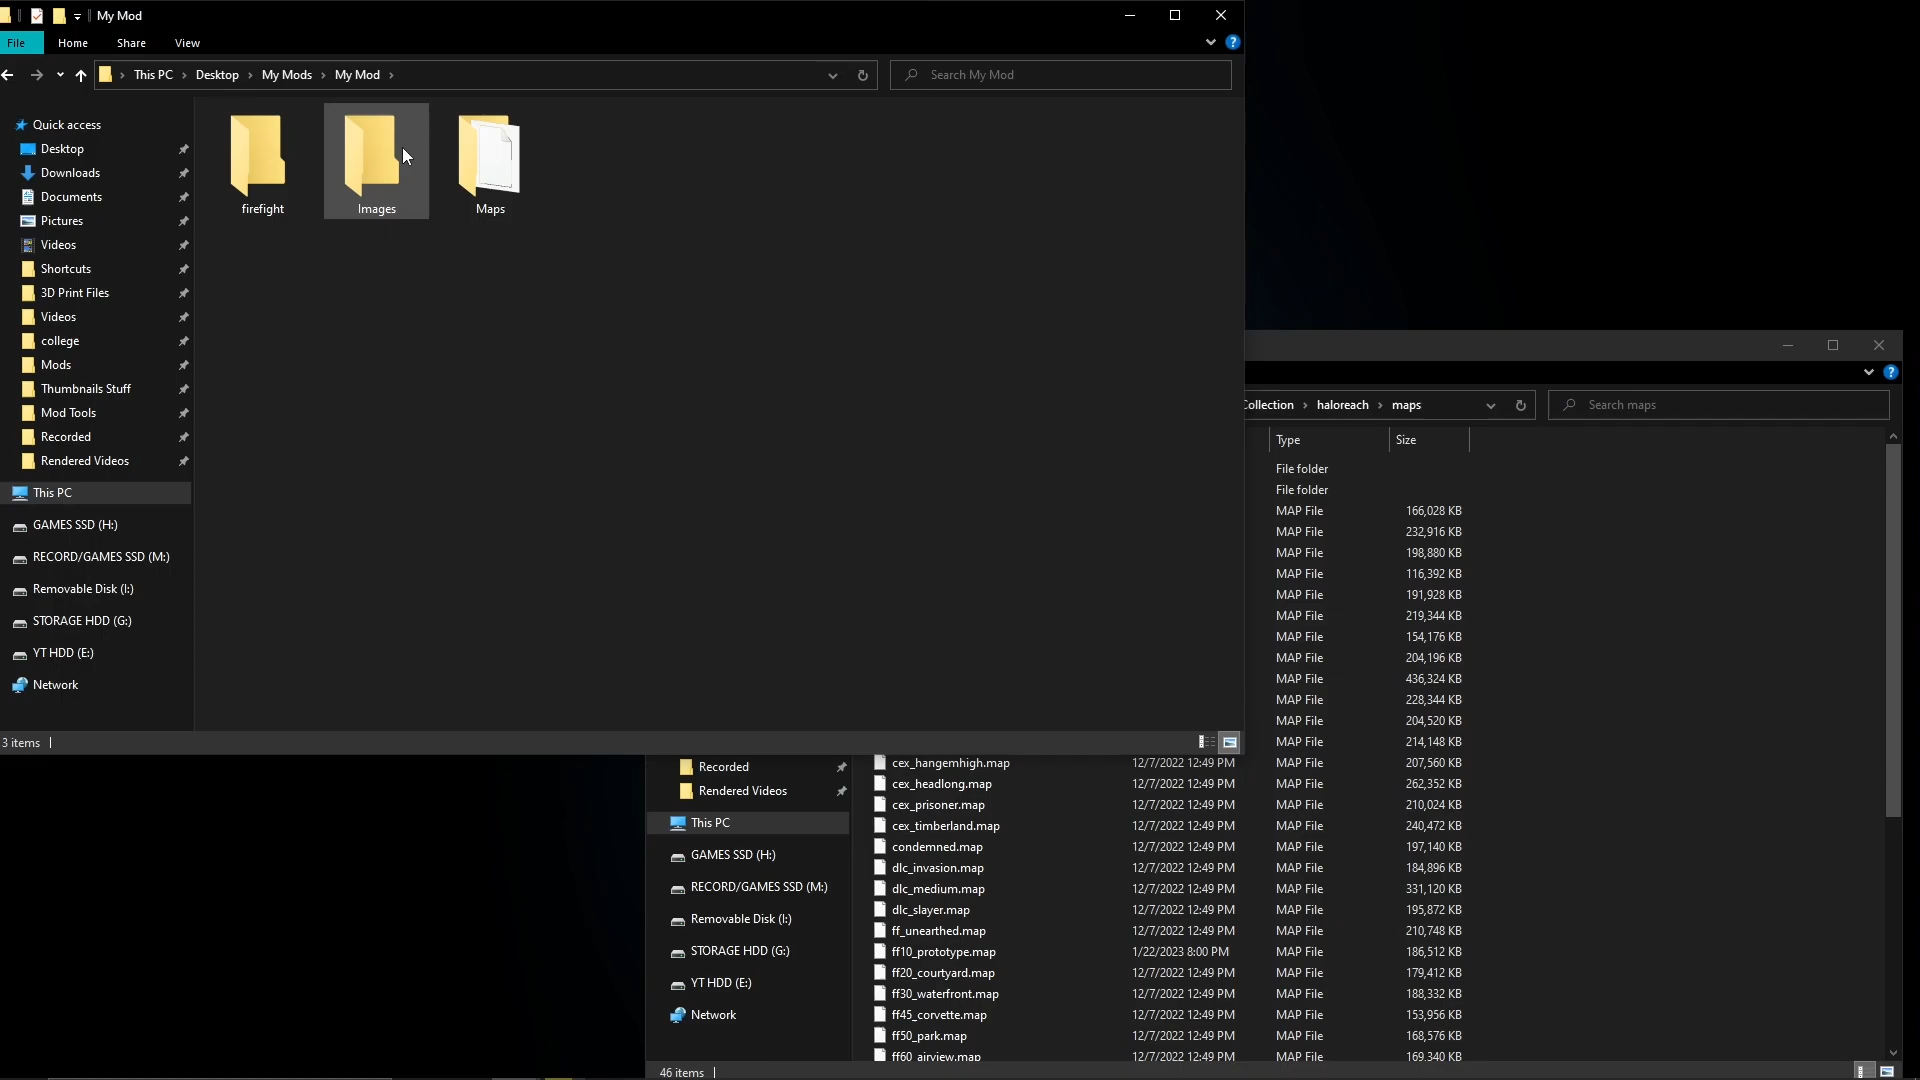 My Mod
File Home Share View
This PC Desktop My Mods My Mod
Search My Mod
Quick access
Desktop
Downloads
Documents
Pictures
Videos
Shortcuts
3D Print Files
Videos
college
Mods
Thumbnails Stuff
Mod Tools
Recorded
Rendered Videos
This PC
GAMES SSD (H:)
RECORD/GAMES SSD (M:)
Removable Disk (I:)
STORAGE HDD (G:)
YT HDD (E:)
Network
firefight Images Maps
3 items
Collection haloreach maps
Search maps
Type Size
File folder
File folder
MAP File 166,028 KB
MAP File 232,916 KB
MAP File 198,880 KB
MAP File 116,392 KB
MAP File 191,928 KB
MAP File 219,344 KB
MAP File 154,176 KB
MAP File 204,196 KB
MAP File 436,324 KB
MAP File 228,344 KB
MAP File 204,520 KB
MAP File 214,148 KB
cex_hangemhigh.map 12/7/2022 12:49 PM MAP File 207,560 KB
cex_headlong.map 12/7/2022 12:49 PM MAP File 262,352 KB
cex_prisoner.map 12/7/2022 12:49 PM MAP File 210,024 KB
cex_timberland.map 12/7/2022 12:49 PM MAP File 240,472 KB
condemned.map 12/7/2022 12:49 PM MAP File 197,140 KB
dlc_invasion.map 12/7/2022 12:49 PM MAP File 184,896 KB
dlc_medium.map 12/7/2022 12:49 PM MAP File 331,120 KB
dlc_slayer.map 12/7/2022 12:49 PM MAP File 195,872 KB
ff_unearthed.map 12/7/2022 12:49 PM MAP File 210,748 KB
ff10_prototype.map 1/22/2023 8:00 PM MAP File 186,512 KB
ff20_courtyard.map 12/7/2022 12:49 PM MAP File 179,412 KB
ff30_waterfront.map 12/7/2022 12:49 PM MAP File 188,332 KB
ff45_corvette.map 12/7/2022 12:49 PM MAP File 153,956 KB
ff50_park.map 12/7/2022 12:49 PM MAP File 168,576 KB
ff60_airview.map 12/7/2022 12:49 PM MAP File 169,340 KB
Recorded
Rendered Videos
This PC
GAMES SSD (H:)
RECORD/GAMES SSD (M:)
Removable Disk (I:)
STORAGE HDD (G:)
YT HDD (E:)
Network
46 items